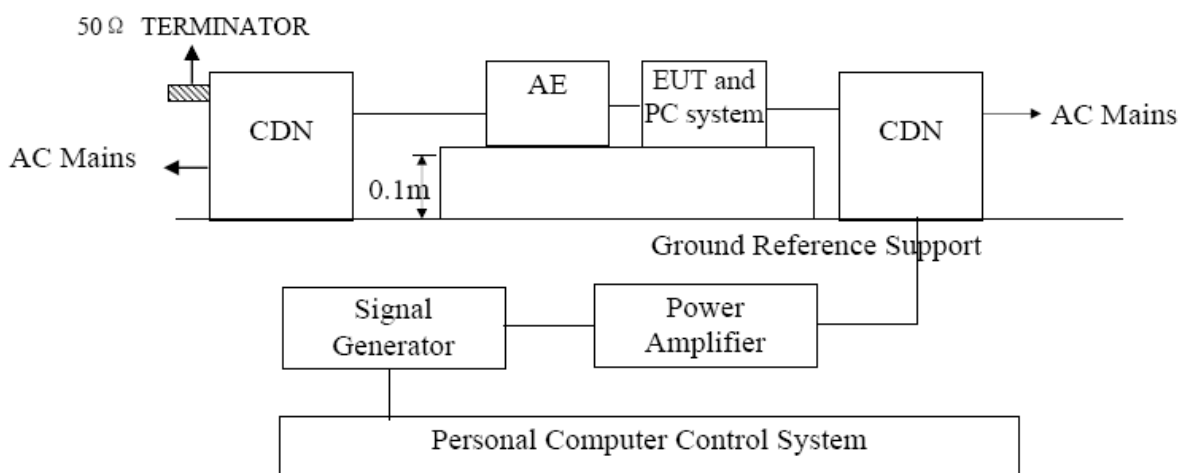 50 Ω TERMINATOR
AE
EUT and
PC system
CDN
CDN
AC Mains
AC Mains
0.1m
Ground Reference Support
Signal
Generator
Power
Amplifier
Personal Computer Control System